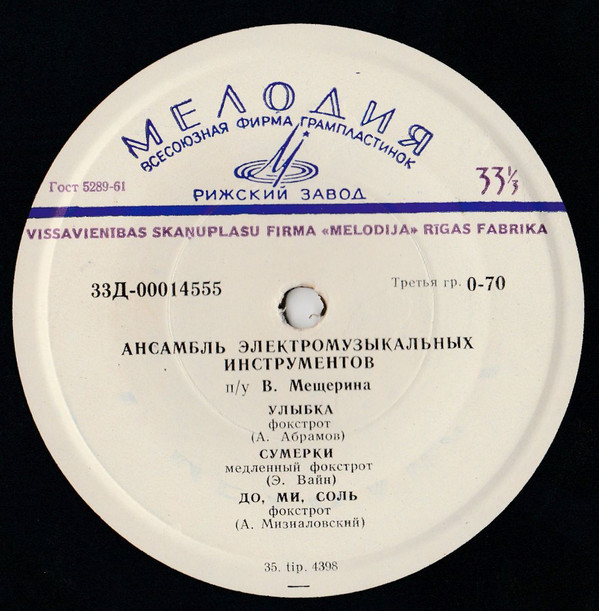 МЕЛОДИЯ
ВСЕСОЮЗНАЯ ФИРМА ГРАМПЛАСТИНОК
Гост 5289-61
33⅓
РИЖСКИЙ ЗАВОД
VISSAVIENĪBAS SKAŅUPLAŠU FIRMA «MELODIJA» RĪGAS FABRIKA
33Д-00014555
Третья гр. 0-70
АНСАМБЛЬ ЭЛЕКТРОМУЗЫКАЛЬНЫХ
ИНСТРУМЕНТОВ
п/у В. Мещерина
УЛЫБКА
фокстрот
(А. Абрамов)
СУМЕРКИ
медленный фокстрот
(Э. Вайн)
ДО, МИ, СОЛЬ
фокстрот
(А. Мизналовский)
35. tip. 4398